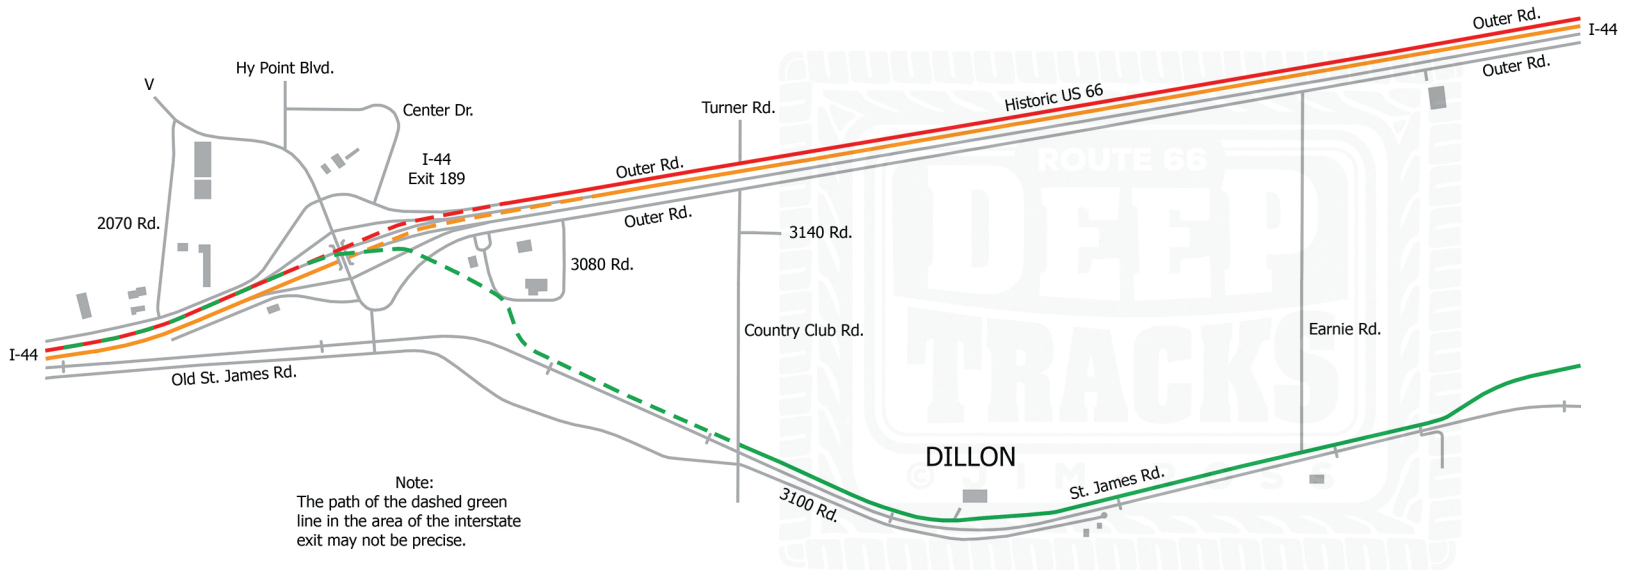 Outer Rd.
I-44
Outer Rd.
Hy Point Blvd.
V
Center Dr.
Historic US 66
Turner Rd.
I-44
Exit 189
Outer Rd.
ROUTE 66
DEEP
TRACKS
© JIM ROSS
2070 Rd.
Outer Rd.
3140 Rd.
3080 Rd.
Country Club Rd.
Earnie Rd.
I-44
Old St. James Rd.
DILLON
St. James Rd.
3100 Rd.
Note:
The path of the dashed green
line in the area of the interstate
exit may not be precise.